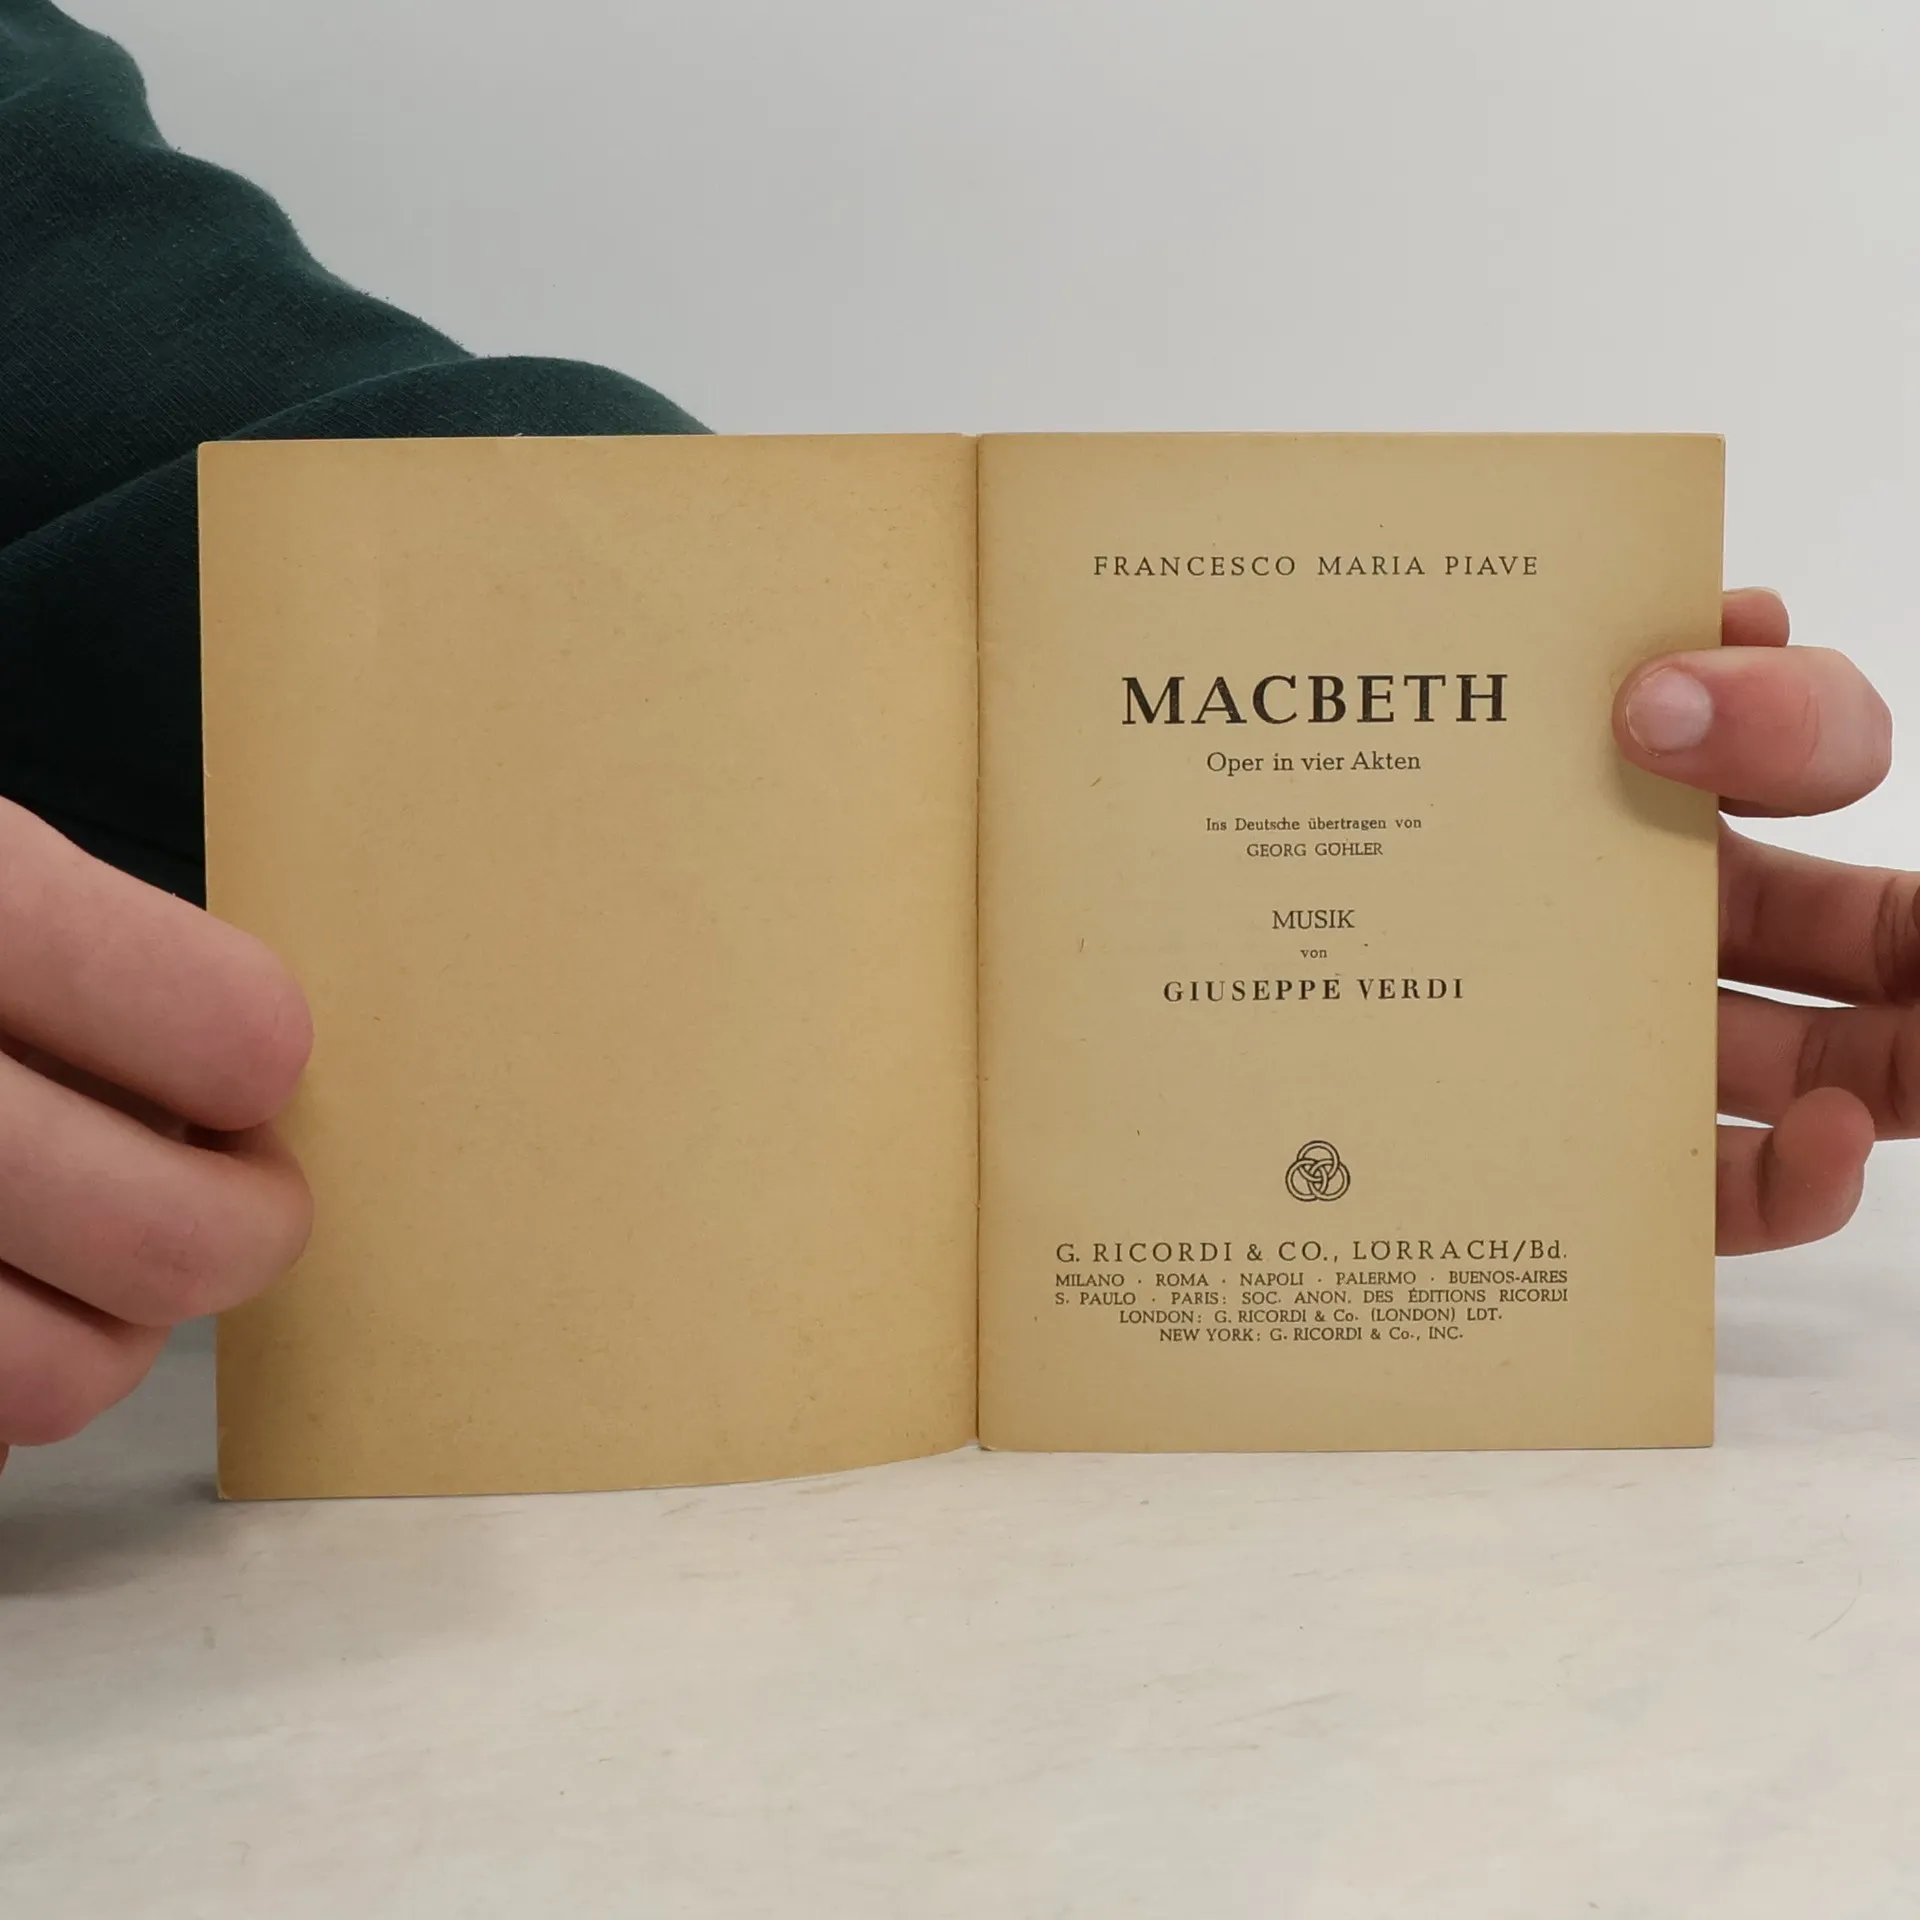 FRANCESCO MARIA PIAVE
MACBETH
Oper in vier Akten
Ins Deutsche übertragen von
GEORG GÖHLER
MUSIK
von
GIUSEPPE VERDI
G. RICORDI & CO., LÖRRACH/Bd.
MILANO · ROMA · NAPOLI · PALERMO · BUENOS-AIRES
S. PAULO · PARIS: SOC. ANON. DES ÉDITIONS RICORDI
LONDON: G. RICORDI & Co. (LONDON) LDT.
NEW YORK: G. RICORDI & Co., INC.